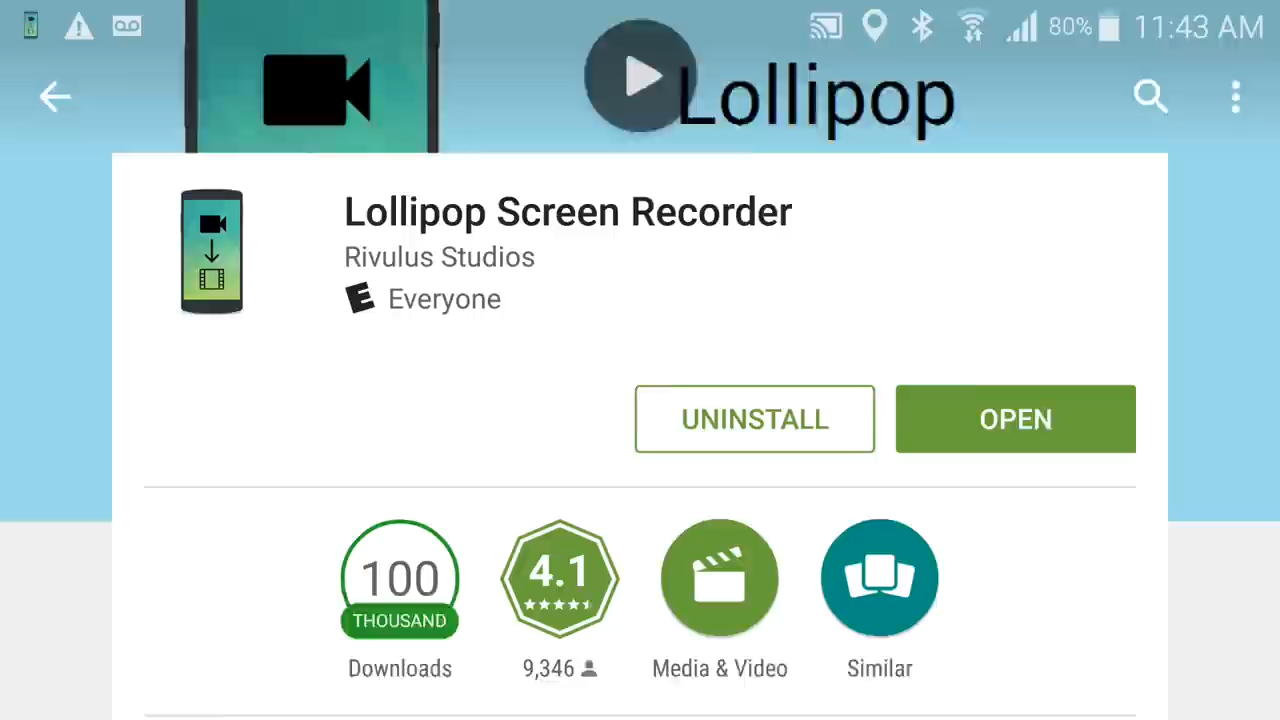 80% 11:43 AM
Lollipop
Lollipop Screen Recorder
Rivulus Studios
E Everyone
UNINSTALL OPEN
100 4.1
THOUSAND
Downloads 9,346 Media & Video Similar